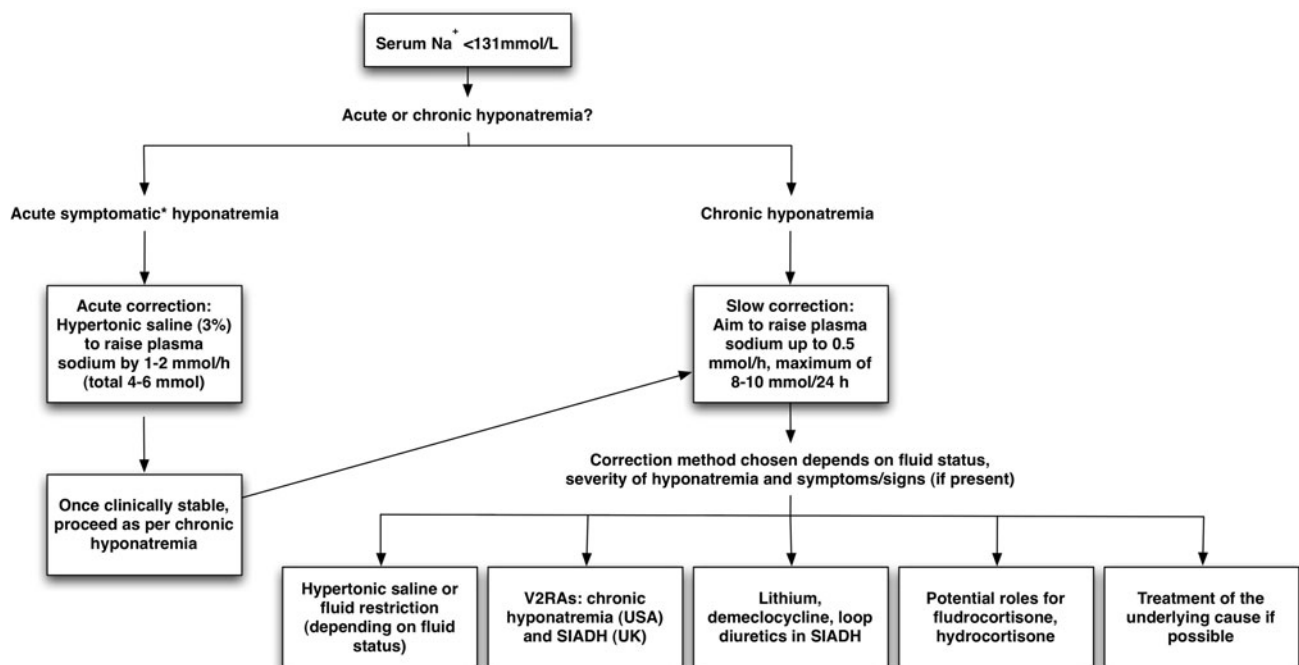 Serum Na+ <131mmol/L
Acute or chronic hyponatremia?
Acute symptomatic* hyponatremia
Chronic hyponatremia
Acute correction:
Hypertonic saline (3%)
to raise plasma
sodium by 1-2 mmol/h
(total 4-6 mmol)
Slow correction:
Aim to raise plasma
sodium up to 0.5
mmol/h, maximum of
8-10 mmol/24 h
Once clinically stable,
proceed as per chronic
hyponatremia
Correction method chosen depends on fluid status,
severity of hyponatremia and symptoms/signs (if present)
Hypertonic saline or
fluid restriction
(depending on fluid
status)
V2RAs: chronic
hyponatremia (USA)
and SIADH (UK)
Lithium,
demeclocycline, loop
diuretics in SIADH
Potential roles for
fludrocortisone,
hydrocortisone
Treatment of the
underlying cause if
possible